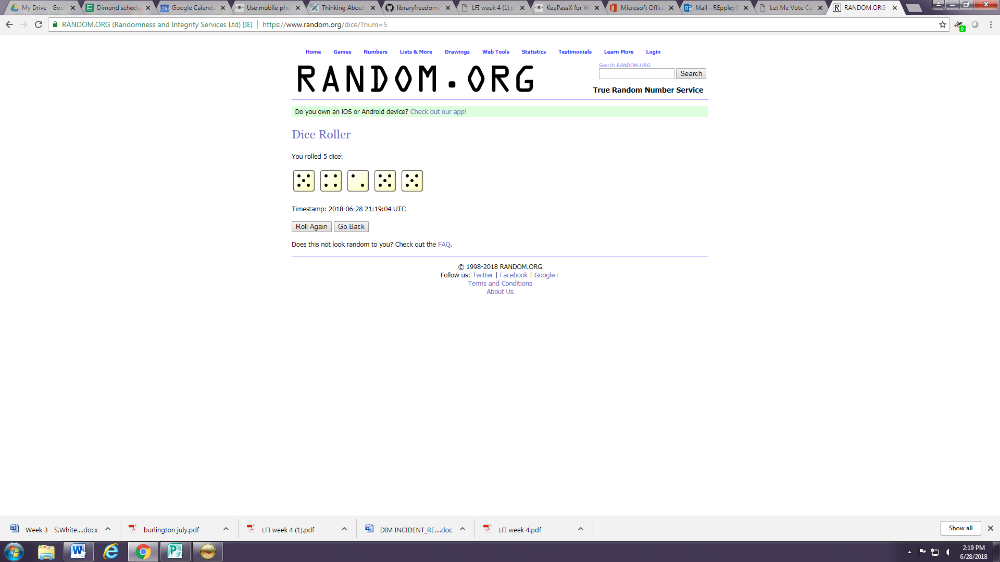 My Drive - Goo
Dimond schedu
Google Calenda
Use mobile pho
Thinking About
libraryfreedomin
LFI week 4 (1).p
KeePassX for W
Microsoft Office
Mail - REppley@
Let Me Vote Ca
RANDOM.ORG
RANDOM.ORG (Randomness and Integrity Services Ltd) [IE] https://www.random.org/dice/?num=5
0
Home Games Numbers Lists & More Drawings Web Tools Statistics Testimonials Learn More Login
RANDOM.ORG
Search RANDOM.ORG
Search
True Random Number Service
Do you own an iOS or Android device? Check out our app!
Dice Roller
You rolled 5 dice:
Timestamp: 2018-06-28 21:19:04 UTC
Roll Again Go Back
Does this not look random to you? Check out the FAQ.
© 1998-2018 RANDOM.ORG
Follow us: Twitter | Facebook | Google+
Terms and Conditions
About Us
Week 3 - S.White....docx
burlington july.pdf
LFI week 4 (1).pdf
DIM INCIDENT_RE....doc
LFI week 4.pdf
Show all
2:19 PM
6/28/2018